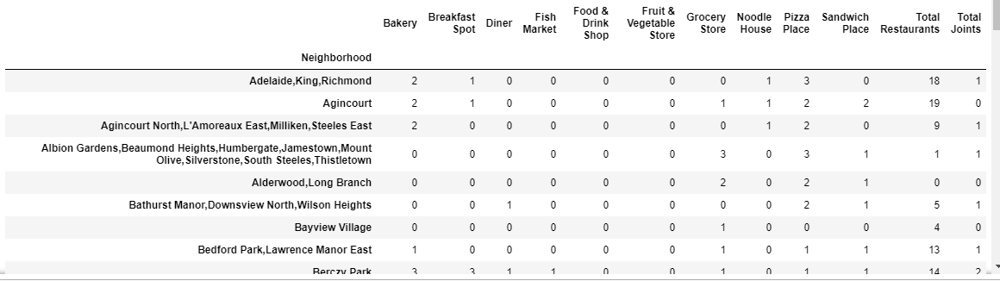 Bakery Breakfast Spot Diner Fish Market Food & Drink Shop Fruit & Vegetable Store Grocery Store Noodle House Pizza Place Sandwich Place Total Restaurants Total Joints
Neighborhood
Adelaide,King,Richmond 2 1 0 0 0 0 0 1 3 0 18 1
Agincourt 2 1 0 0 0 0 1 1 2 2 19 0
Agincourt North,L'Amoreaux East,Milliken,Steeles East 2 0 0 0 0 0 0 1 2 0 9 1
Albion Gardens,Beaumond Heights,Humbergate,Jamestown,Mount
Olive,Silverstone,South Steeles,Thistletown 0 0 0 0 0 0 3 0 3 1 1 1
Alderwood,Long Branch 0 0 0 0 0 0 2 0 2 1 0 0
Bathurst Manor,Downsview North,Wilson Heights 0 0 1 0 0 0 0 0 2 1 5 1
Bayview Village 0 0 0 0 0 0 1 0 0 0 4 0
Bedford Park,Lawrence Manor East 1 0 0 0 0 0 1 0 1 1 13 1
Berczy Park 3 3 1 1 0 0 1 0 1 1 14 2